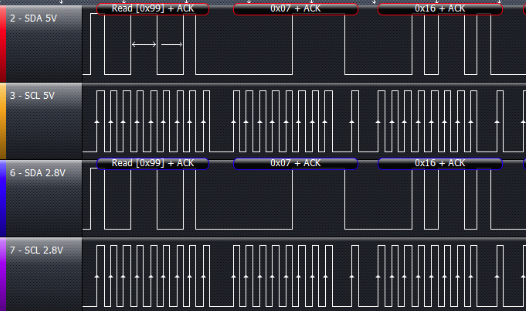 2 - SDA 5V
Read [0x99] + ACK
0x07 + ACK
0x16 + ACK
3 - SCL 5V
6 - SDA 2.8V
Read [0x99] + ACK
0x07 + ACK
0x16 + ACK
7 - SCL 2.8V